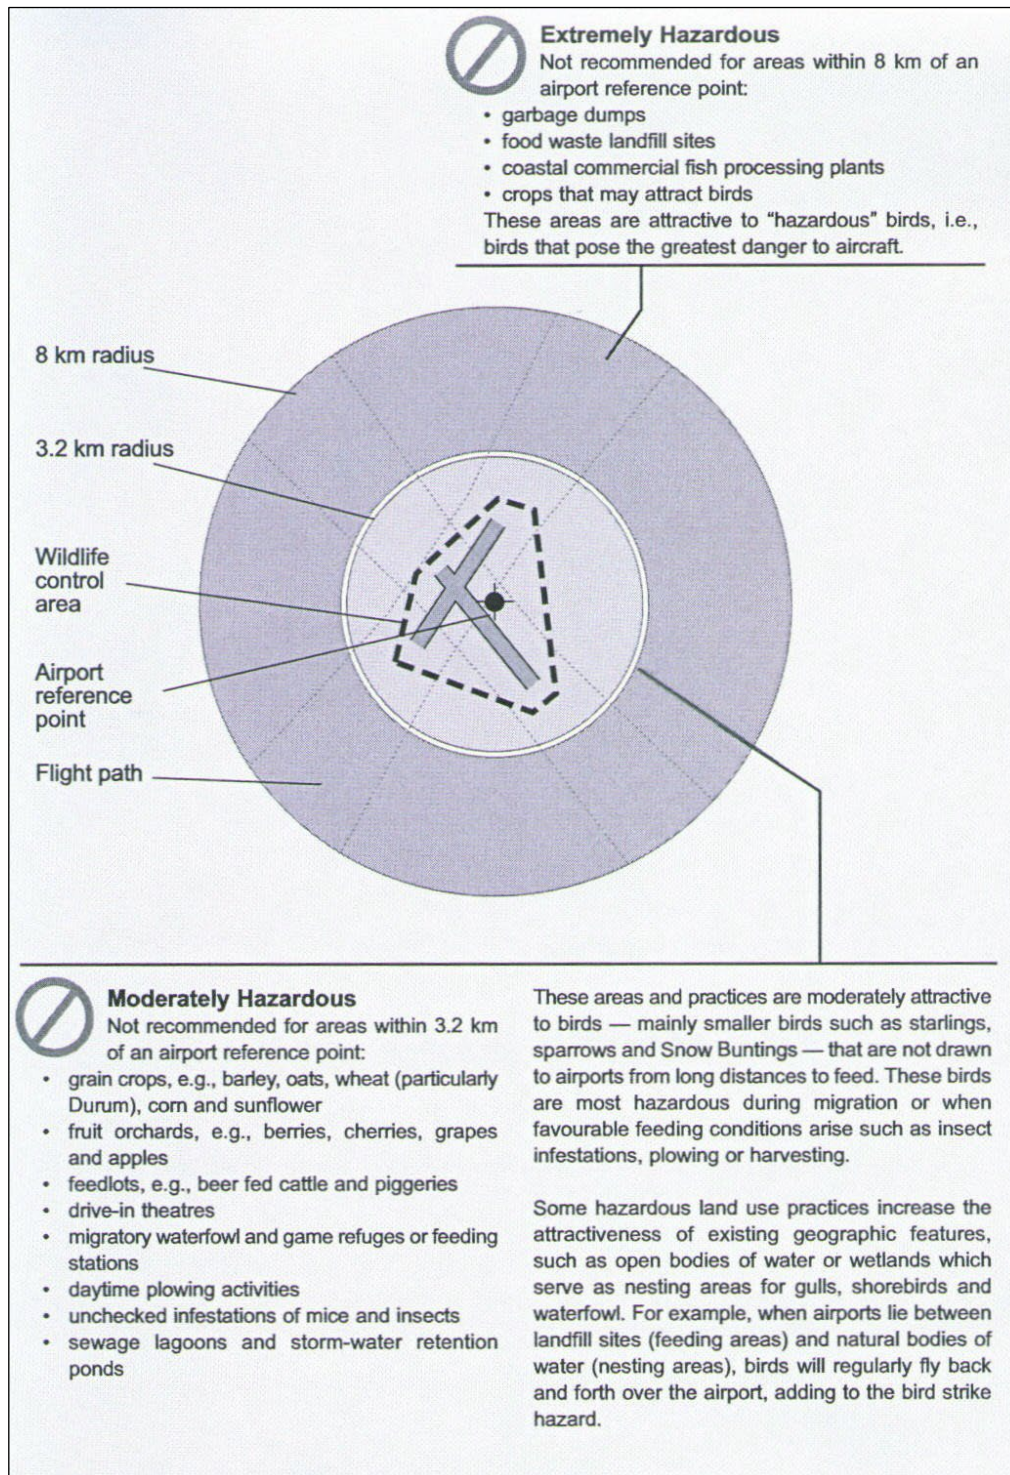 Extremely Hazardous
Not recommended for areas within 8 km of an
airport reference point:
• garbage dumps
• food waste landfill sites
• coastal commercial fish processing plants
• crops that may attract birds
These areas are attractive to “hazardous” birds, i.e.,
birds that pose the greatest danger to aircraft.
8 km radius
3.2 km radius
Wildlife
control
area
Airport
reference
point
Flight path
Moderately Hazardous
Not recommended for areas within 3.2 km
of an airport reference point:
• grain crops, e.g., barley, oats, wheat (particularly
Durum), corn and sunflower
• fruit orchards, e.g., berries, cherries, grapes
and apples
• feedlots, e.g., beer fed cattle and piggeries
• drive-in theatres
• migratory waterfowl and game refuges or feeding
stations
• daytime plowing activities
• unchecked infestations of mice and insects
• sewage lagoons and storm-water retention
ponds
These areas and practices are moderately attractive
to birds — mainly smaller birds such as starlings,
sparrows and Snow Buntings — that are not drawn
to airports from long distances to feed. These birds
are most hazardous during migration or when
favourable feeding conditions arise such as insect
infestations, plowing or harvesting.
Some hazardous land use practices increase the
attractiveness of existing geographic features,
such as open bodies of water or wetlands which
serve as nesting areas for gulls, shorebirds and
waterfowl. For example, when airports lie between
landfill sites (feeding areas) and natural bodies of
water (nesting areas), birds will regularly fly back
and forth over the airport, adding to the bird strike
hazard.